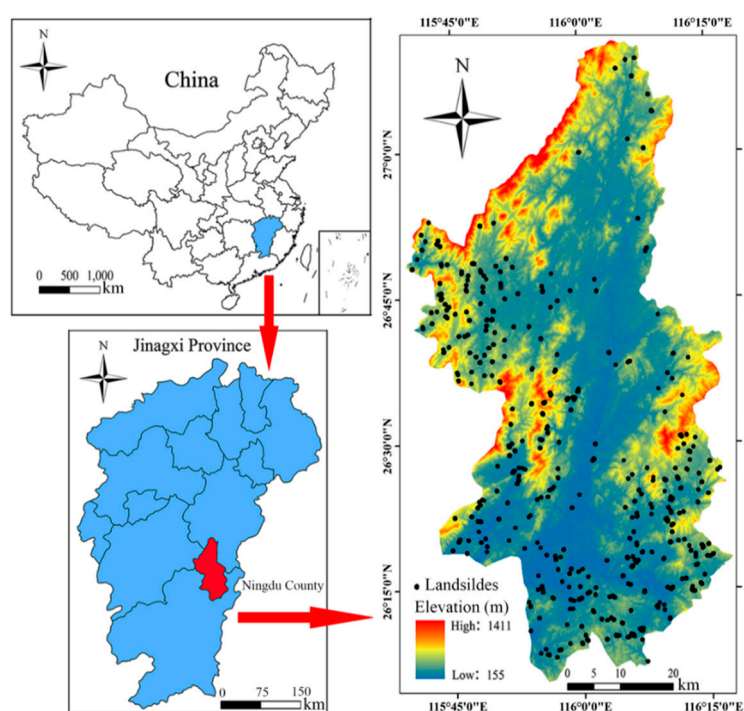 N
China
0 500 1,000
km
Jinagxi Province
N
Ningdu County
0 75 150
km
115°45'0"E 116°0'0"E 116°15'0"E
N
27°0'0"N
26°45'0"N
26°30'0"N
26°15'0"N
Landsildes
Elevation (m)
High: 1411
Low: 155
0 5 10 20
km
115°45'0"E 116°0'0"E 116°15'0"E